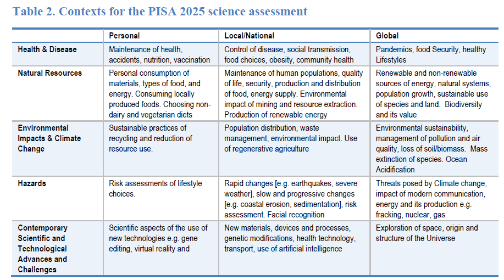 Table 2. Contexts for the PISA 2025 science assessment
Personal Local/National Global
Health & Disease
Maintenance of health,
accidents, nutrition, vaccination
Control of disease, social transmission,
food choices, obesity, community health
Pandemics, food Security, healthy
Lifestyles
Natural Resources
Personal consumption of
materials, types of food, and
energy. Consuming locally
produced foods. Choosing non-
dairy and vegetarian diets
Maintenance of human populations, quality
of life, security, production and distribution
of food, energy supply. Environmental
impact of mining and resource extraction.
Production of renewable energy
Renewable and non-renewable
sources of energy, natural systems,
population growth, sustainable use
of species and land. Biodiversity
and its value
Environmental
Impacts & Climate
Change
Sustainable practices of
recycling and reduction of
resource use.
Population distribution, waste
management, environmental impact. Use
of regenerative agriculture
Environmental sustainability,
management of pollution and air
quality, loss of soil/biomass. Mass
extinction of species. Ocean
Acidification
Hazards
Risk assessments of lifestyle
choices.
Rapid changes [e.g. earthquakes, severe
weather], slow and progressive changes
[e.g. coastal erosion, sedimentation], risk
assessment. Facial recognition
Threats posed by Climate change,
impact of modern communication,
energy and its production e.g.
fracking, nuclear, gas
Contemporary
Scientific and
Technological
Advances and
Challenges
Scientific aspects of the use of
new technologies e.g. gene
editing, virtual reality and
New materials, devices and processes,
genetic modifications, health technology,
transport, use of artificial intelligence
Exploration of space, origin and
structure of the Universe